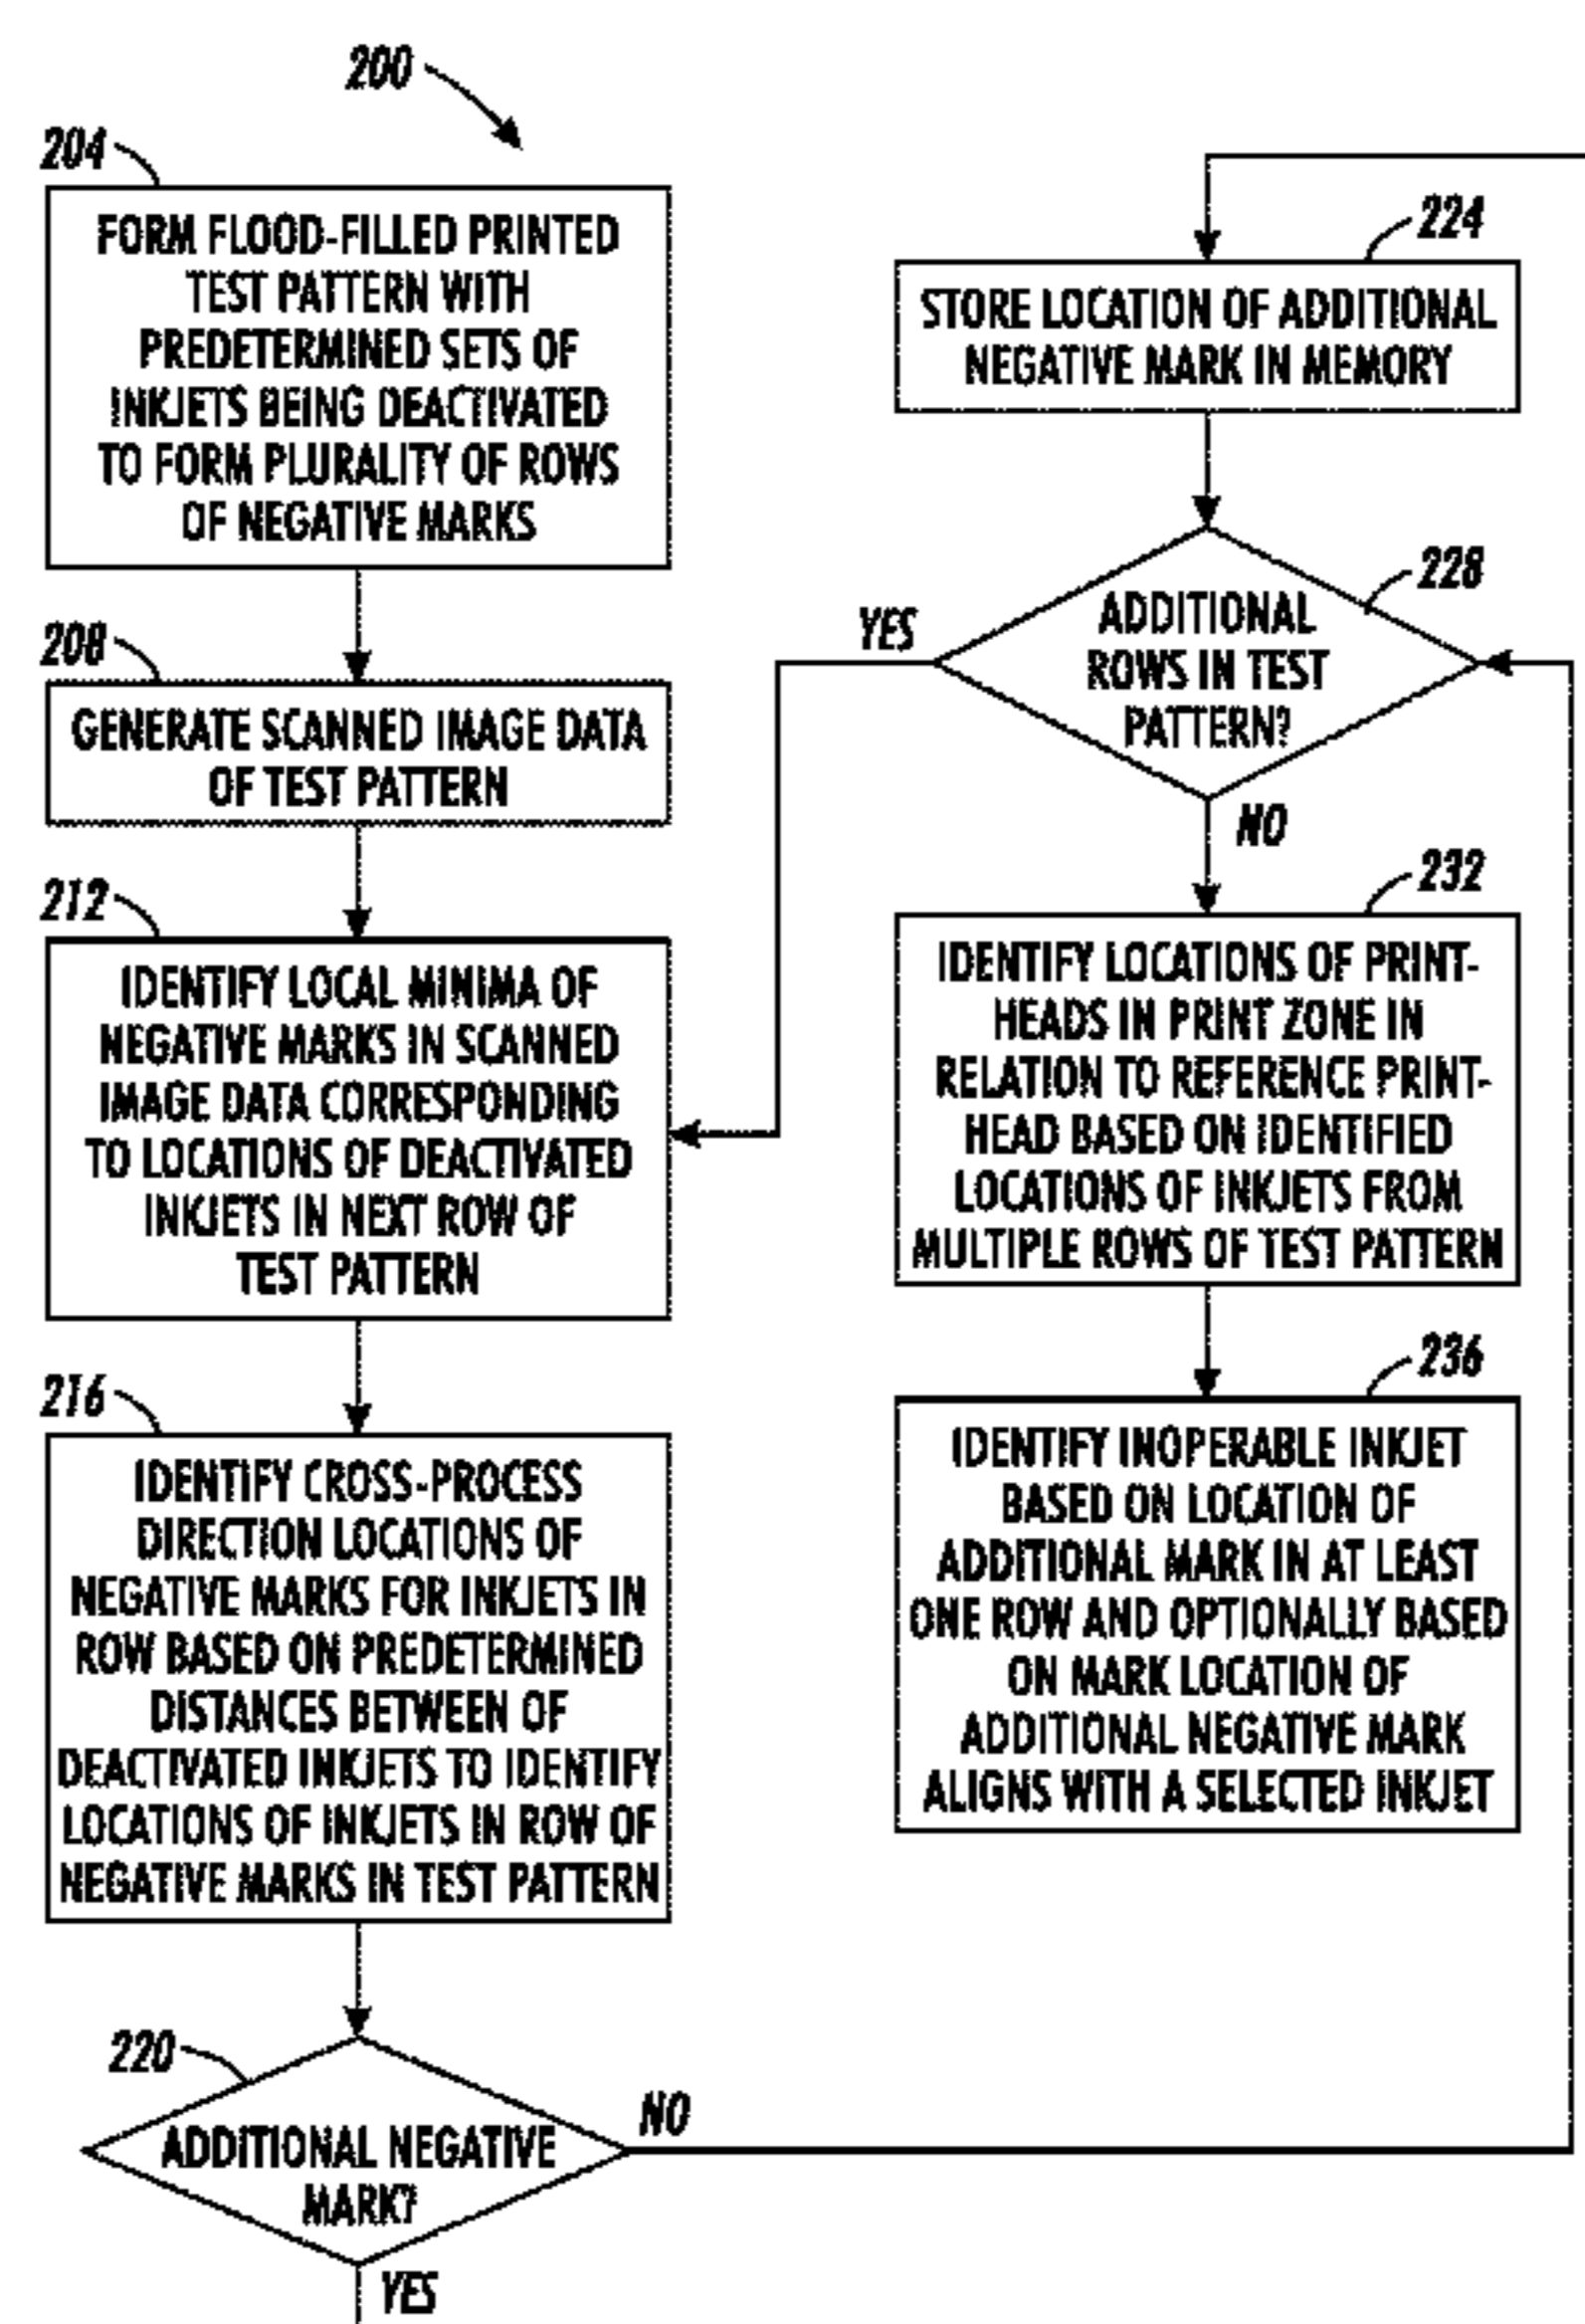 200
204
FORM FLOOD-FILLED PRINTED
TEST PATTERN WITH
PREDETERMINED SETS OF
INKJETS BEING DEACTIVATED
TO FORM PLURALITY OF ROWS
OF NEGATIVE MARKS
208
GENERATE SCANNED IMAGE DATA
OF TEST PATTERN
212
IDENTIFY LOCAL MINIMA OF
NEGATIVE MARKS IN SCANNED
IMAGE DATA CORRESPONDING
TO LOCATIONS OF DEACTIVATED
INKJETS IN NEXT ROW OF
TEST PATTERN
216
IDENTIFY CROSS-PROCESS
DIRECTION LOCATIONS OF
NEGATIVE MARKS FOR INKJETS IN
ROW BASED ON PREDETERMINED
DISTANCES BETWEEN OF
DEACTIVATED INKJETS TO IDENTIFY
LOCATIONS OF INKJETS IN ROW OF
NEGATIVE MARKS IN TEST PATTERN
220
ADDITIONAL NEGATIVE
MARK?
NO
YES
224
STORE LOCATION OF ADDITIONAL
NEGATIVE MARK IN MEMORY
228
ADDITIONAL
ROWS IN TEST
PATTERN?
YES
NO
232
IDENTIFY LOCATIONS OF PRINT-
HEADS IN PRINT ZONE IN
RELATION TO REFERENCE PRINT-
HEAD BASED ON IDENTIFIED
LOCATIONS OF INKJETS FROM
MULTIPLE ROWS OF TEST PATTERN
236
IDENTIFY INOPERABLE INKJET
BASED ON LOCATION OF
ADDITIONAL MARK IN AT LEAST
ONE ROW AND OPTIONALLY BASED
ON MARK LOCATION OF
ADDITIONAL NEGATIVE MARK
ALIGNS WITH A SELECTED INKJET